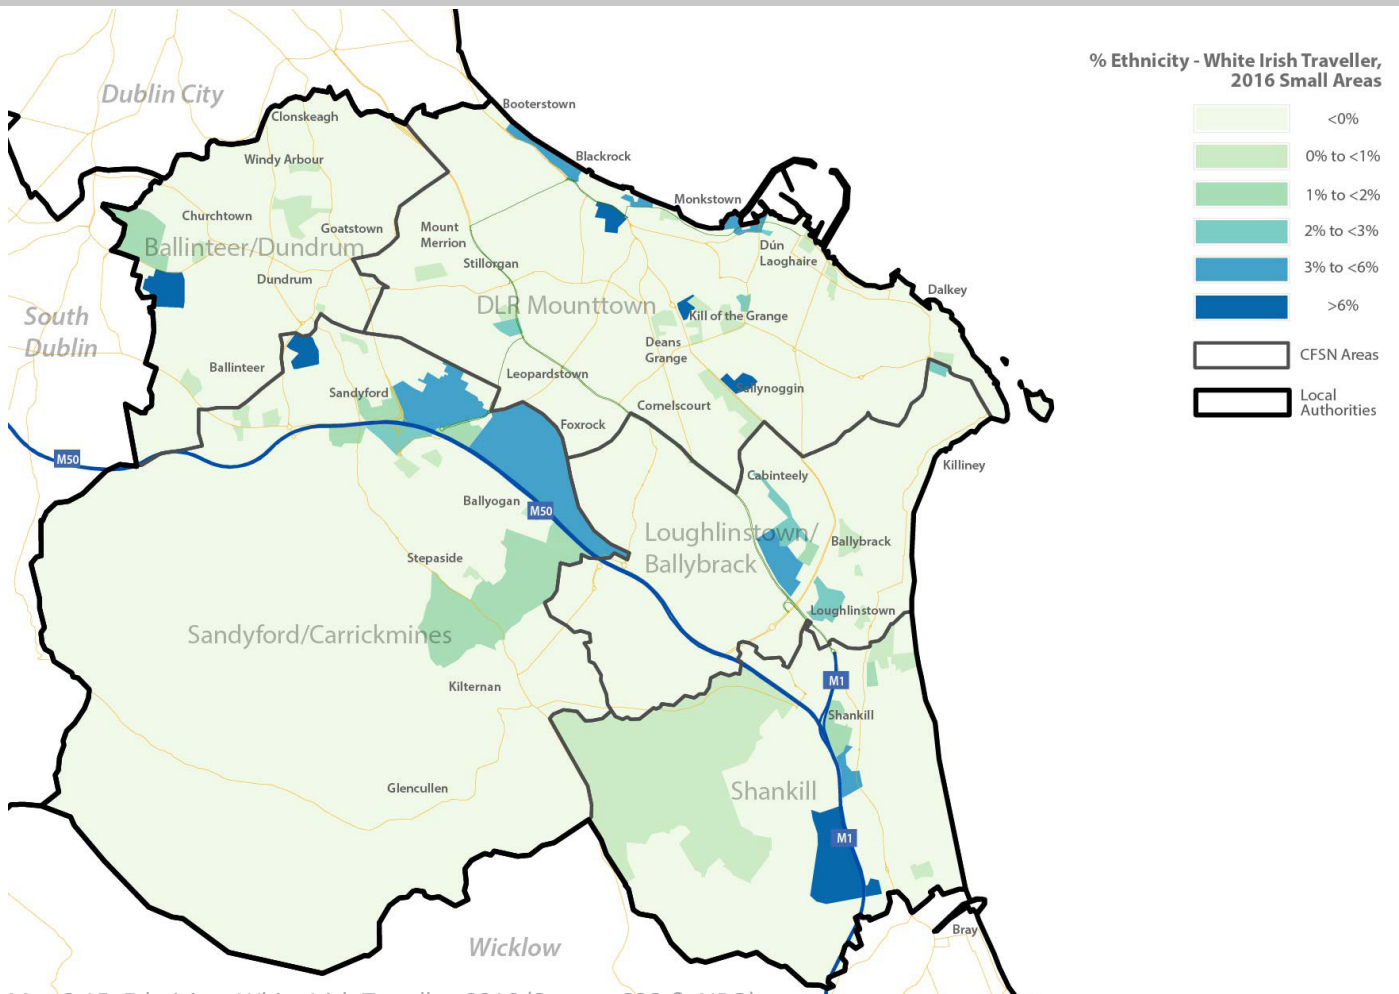 % Ethnicity - White Irish Traveller,
2016 Small Areas
<0%
0% to <1%
1% to <2%
2% to <3%
3% to <6%
>6%
CFSN Areas
Local
Authorities
Dublin City
Booterstown
Clonskeagh
Blackrock
Windy Arbour
Monkstown
Churchtown
Goatstown
Mount
Merrion
Ballinteer/Dundrum
Dún
Laoghaire
Stillorgan
Dundrum
Dalkey
DLR Mounttown
South
Dublin
Kill of the Grange
Deans
Grange
Ballinteer
Leopardstown
Sandyford
Sallynoggin
Cornelscourt
Foxrock
M50
Killiney
Cabinteely
Ballyogan
M50
Loughlinstown/
Ballybrack
Ballybrack
Stepaside
Loughlinstown
Sandyford/Carrickmines
M1
Kilternan
Shankill
Glencullen
Shankill
M1
Bray
Wicklow